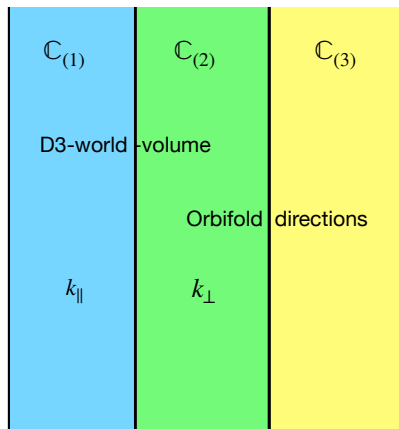 ℂ₍₁₎ ℂ₍₂₎ ℂ₍₃₎
D3-world -volume
Orbifold directions
k∥ k⊥